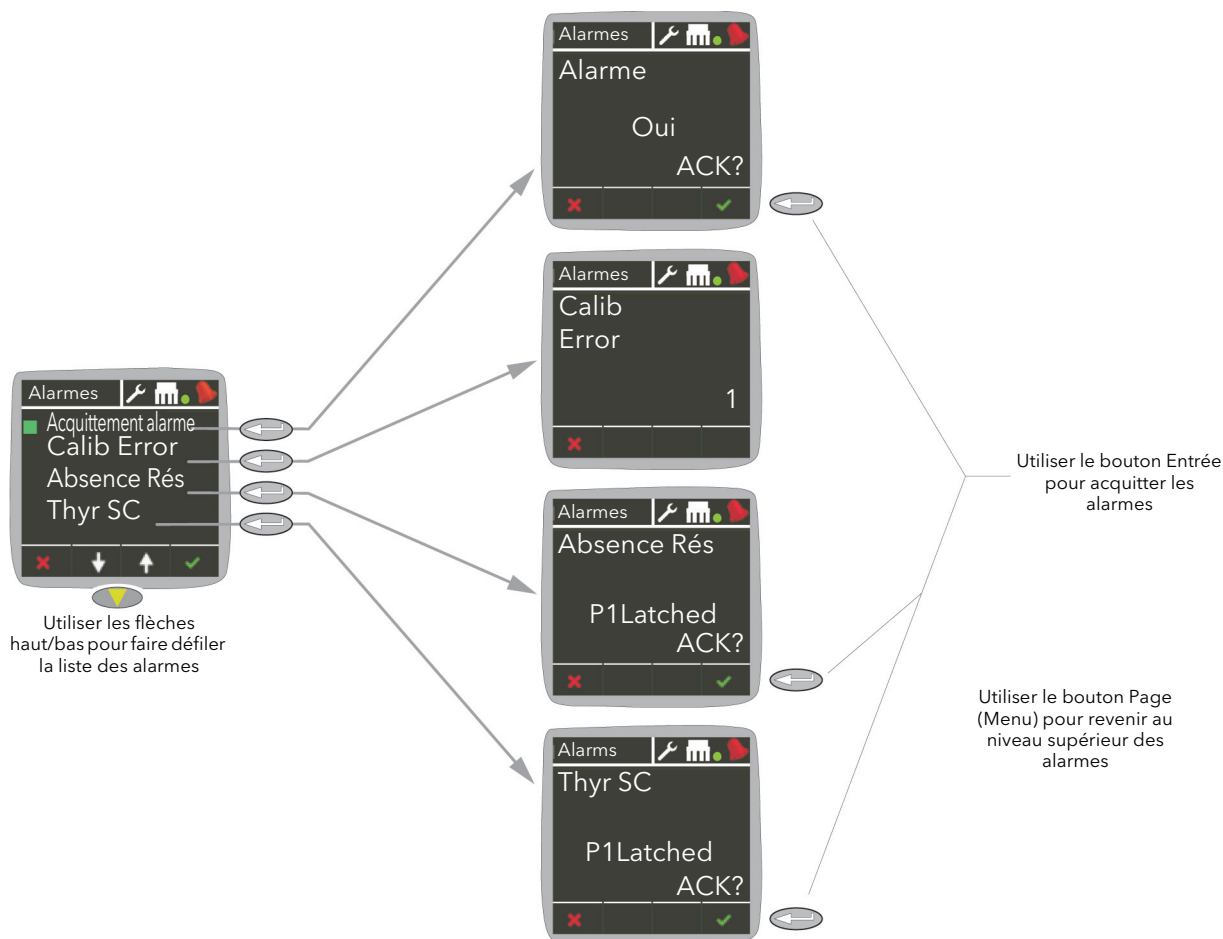 Alarmes
Alarme
Oui
ACK?
Alarmes
Calib
Error
1
Alarmes
Acquittement alarme
Calib Error
Absence Rés
Thyr SC
Utiliser les flèches
haut/bas pour faire défiler
la liste des alarmes
Alarmes
Absence Rés
P1Latched
ACK?
Alarms
Thyr SC
P1Latched
ACK?
Utiliser le bouton Entrée
pour acquitter les
alarmes
Utiliser le bouton Page
(Menu) pour revenir au
niveau supérieur des
alarmes